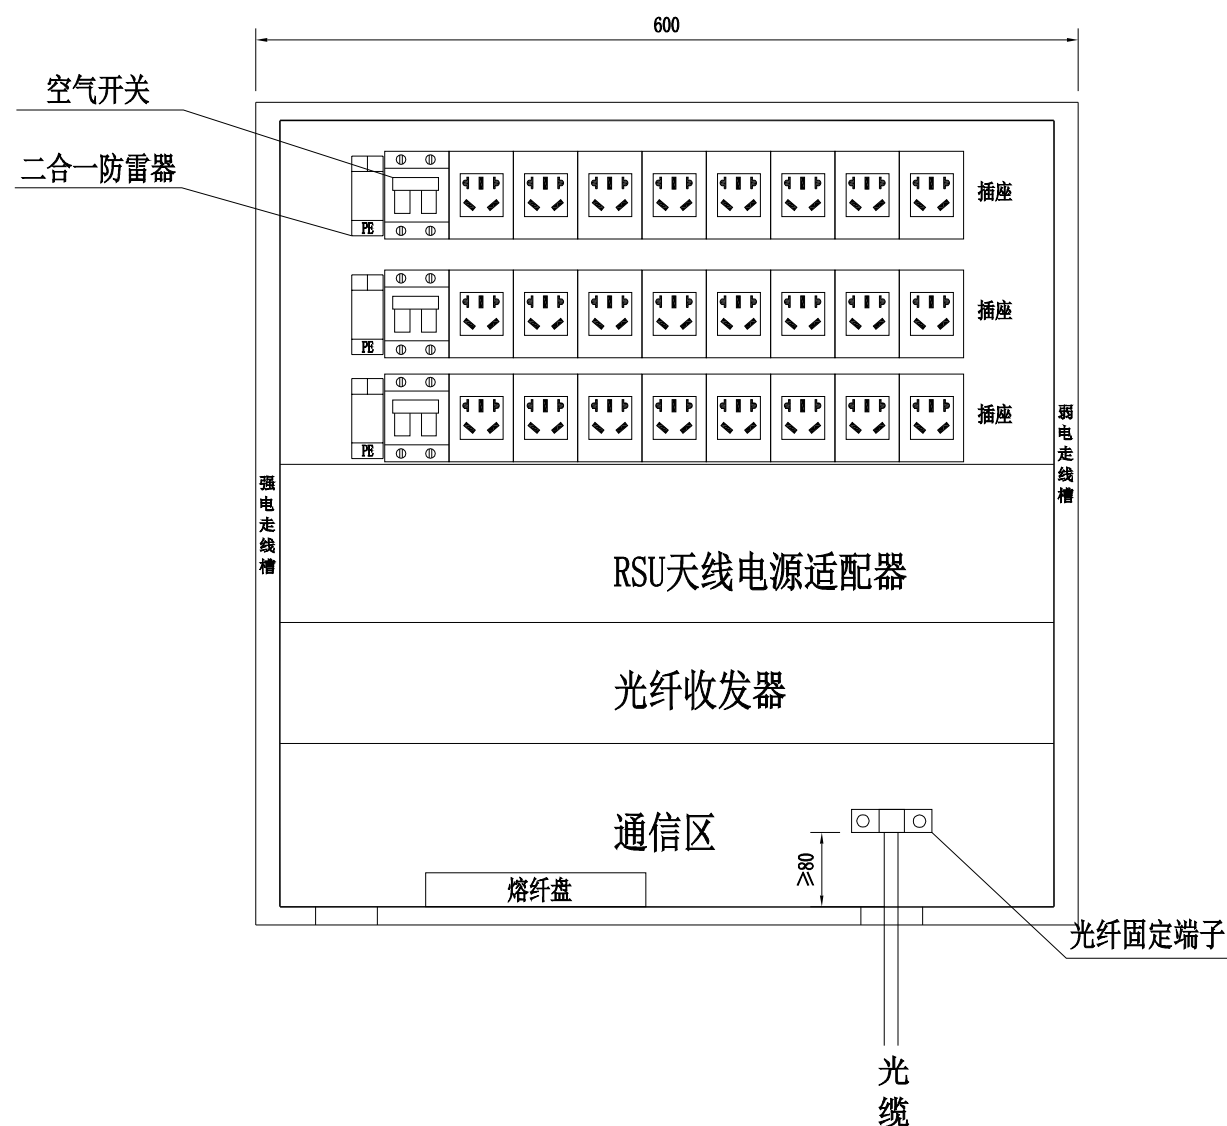 600
空气开关
二合一防雷器
PE
插座
PE
插座
PE
插座
强电走线槽
弱电走线槽
RSU天线电源适配器
光纤收发器
通信区
≥80
熔纤盘
光纤固定端子
光缆